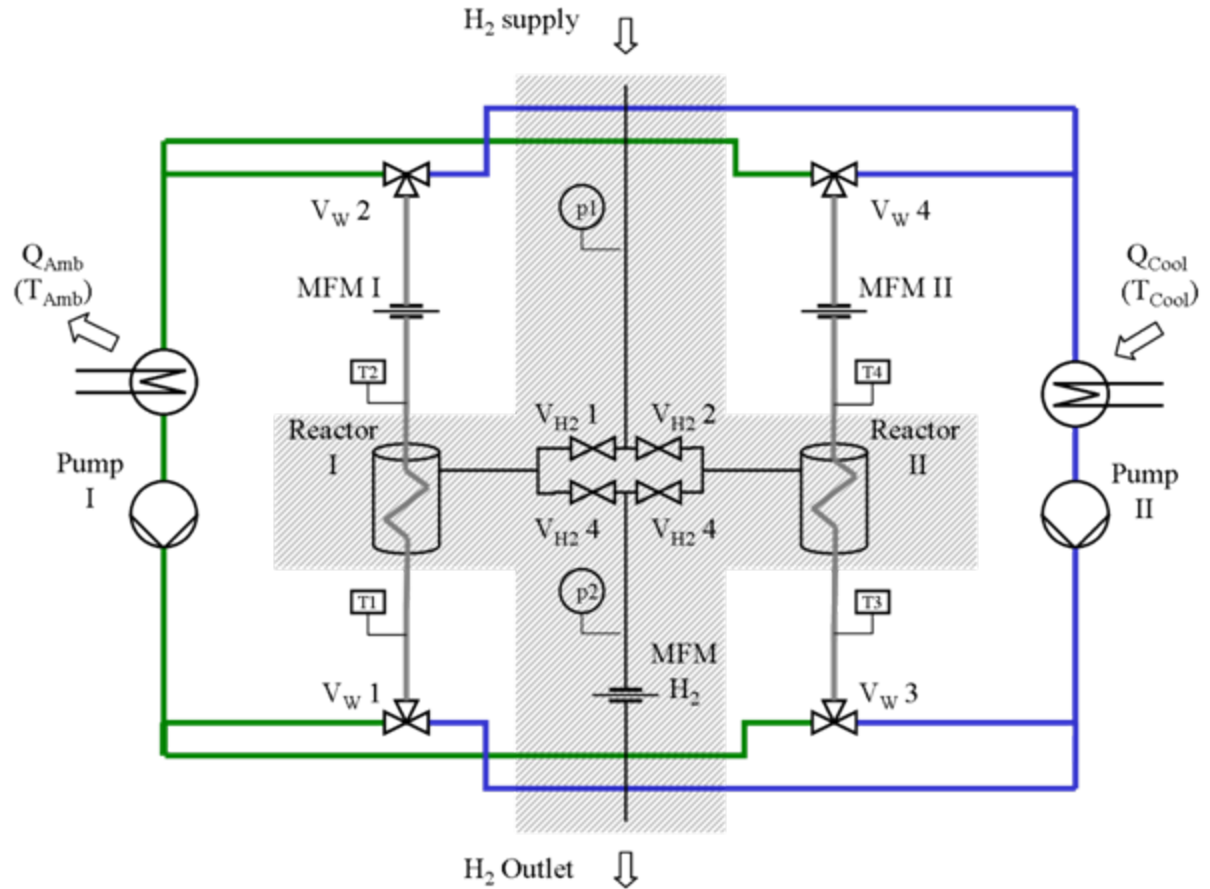 H2 supply
p1
VW 2
VW 4
QAmb
(TAmb)
QCool
(TCool)
MFM I
MFM II
T2
T4
VH2 1
VH2 2
Reactor
I
Reactor
II
Pump
I
Pump
II
VH2 4
VH2 4
p2
T1
T3
MFM
H2
VW 1
VW 3
H2 Outlet